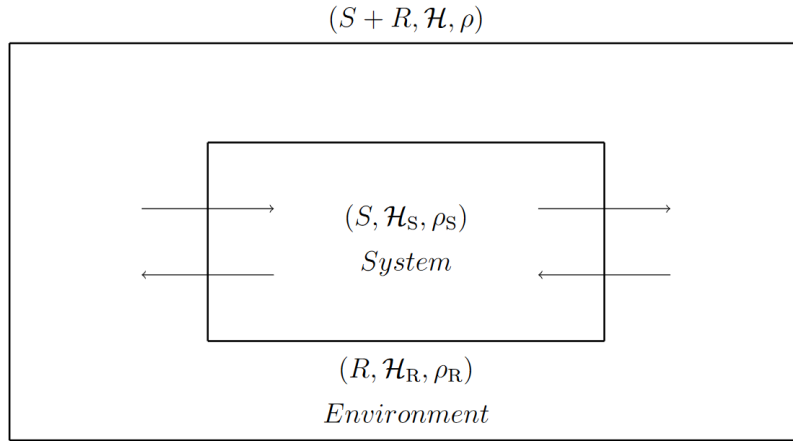 (S + R, ℋ, ρ)
(S, ℋ_S, ρ_S)
System
(R, ℋ_R, ρ_R)
Environment